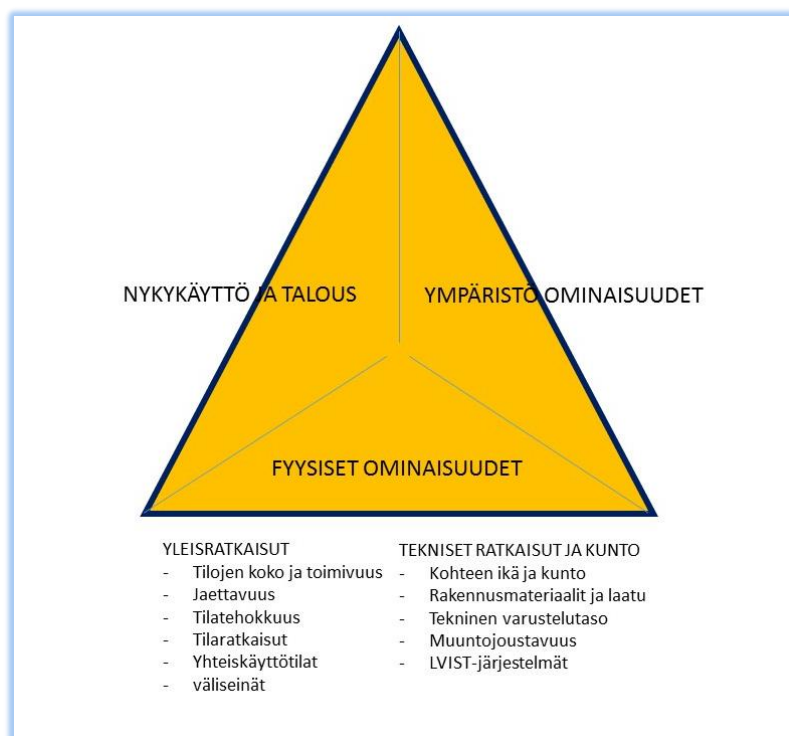 NYKYKÄYTTÖ JA TALOUS
YMPÄRISTÖ OMINAISUUDET
FYYSISET OMINAISUUDET
YLEISRATKAISUT
- Tilojen koko ja toimivuus
- Jaettavuus
- Tilatehokkuus
- Tilaratkaisut
- Yhteiskäyttötilat
- väliseinät
TEKNISET RATKAISUT JA KUNTO
- Kohteen ikä ja kunto
- Rakennusmateriaalit ja laatu
- Tekninen varustelutaso
- Muuntojoustavuus
- LVIST-järjestelmät